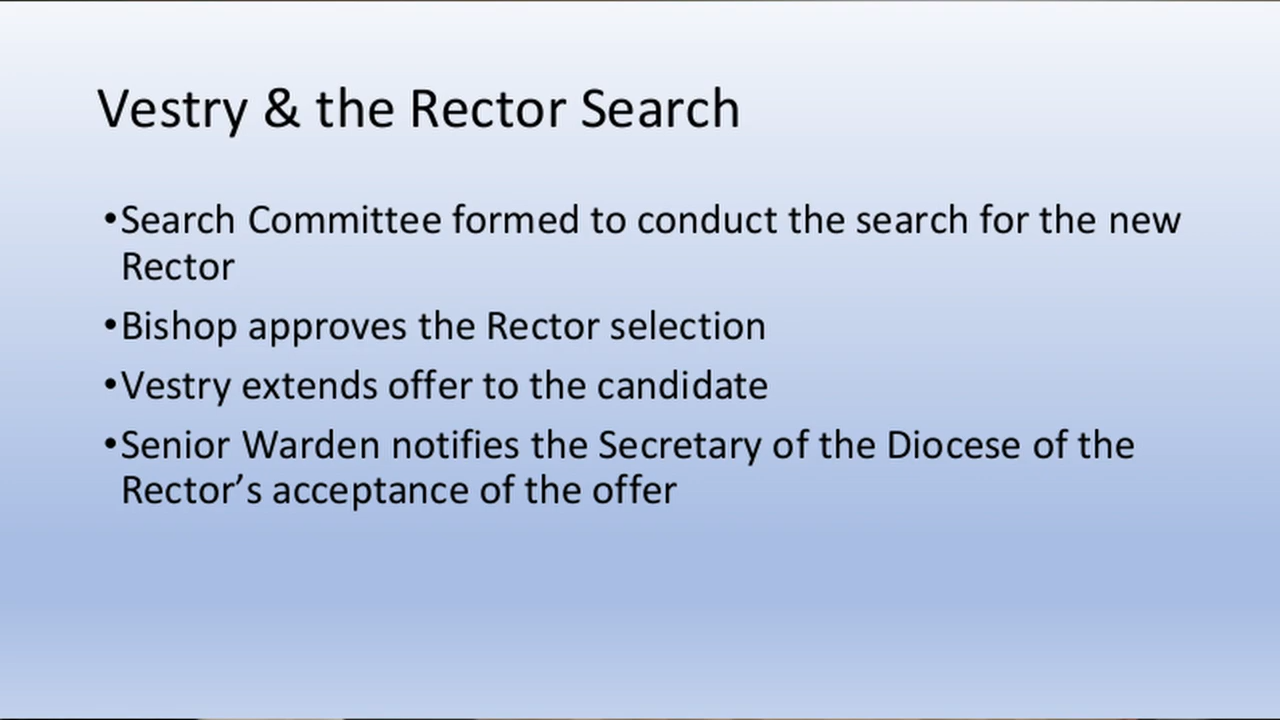 Vestry & the Rector Search
•Search Committee formed to conduct the search for the new
Rector
•Bishop approves the Rector selection
•Vestry extends offer to the candidate
•Senior Warden notifies the Secretary of the Diocese of the
Rector’s acceptance of the offer